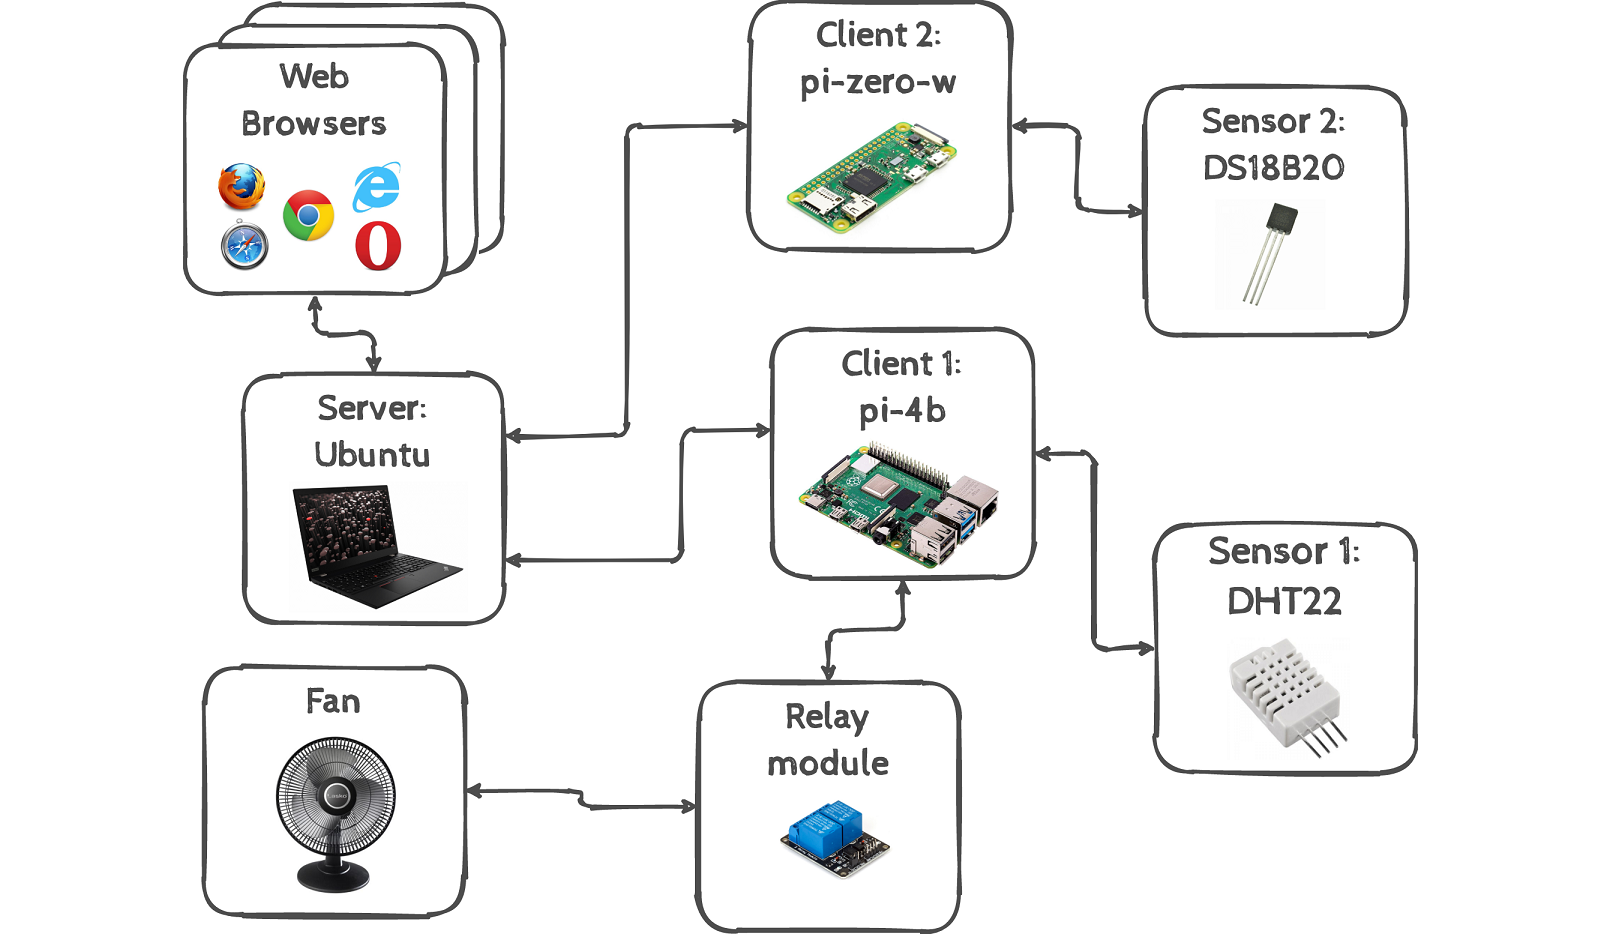 Web
Browsers
Client 2:
pi-zero-w
Sensor 2:
DS18B20
Server:
Ubuntu
Client 1:
pi-4b
Sensor 1:
DHT22
Fan
Relay
module